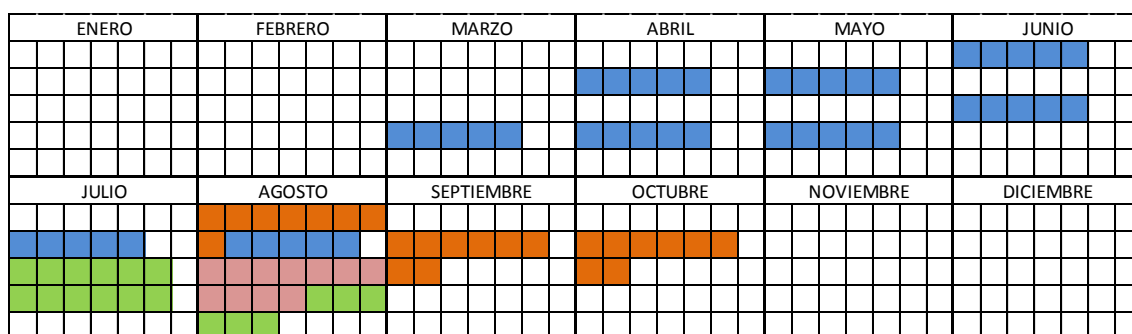 ENERO FEBRERO MARZO ABRIL MAYO JUNIO
JULIO AGOSTO SEPTIEMBRE OCTUBRE NOVIEMBRE DICIEMBRE